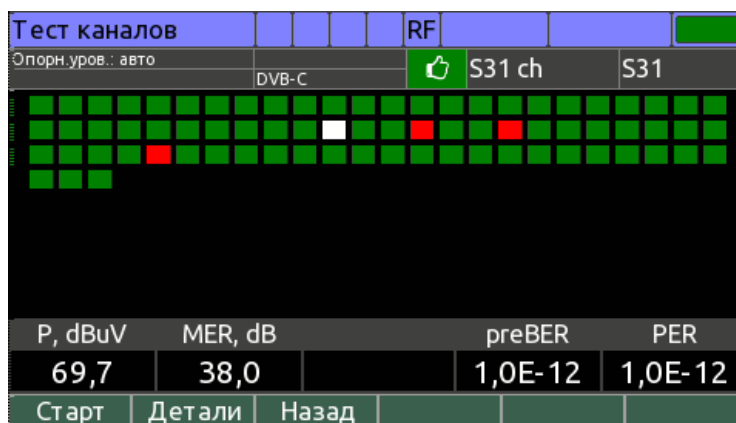 Тест каналов RF
Опорн.уров.: авто
DVB-C S31 ch S31
P, dBuV MER, dB preBER PER
69,7 38,0 1,0E-12 1,0E-12
Старт Детали Назад